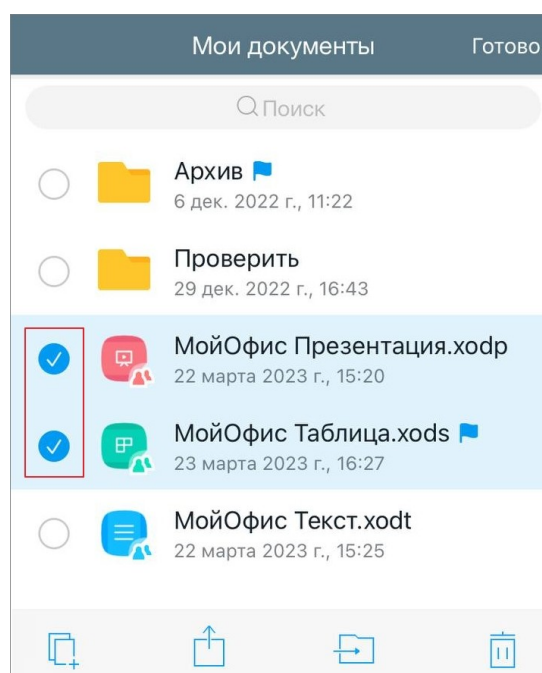 Мои документы Готово
Поиск
Архив
6 дек. 2022 г., 11:22
Проверить
29 дек. 2022 г., 16:43
МойОфис Презентация.xodp
22 марта 2023 г., 15:20
МойОфис Таблица.xods
23 марта 2023 г., 16:27
МойОфис Текст.xodt
22 марта 2023 г., 15:25